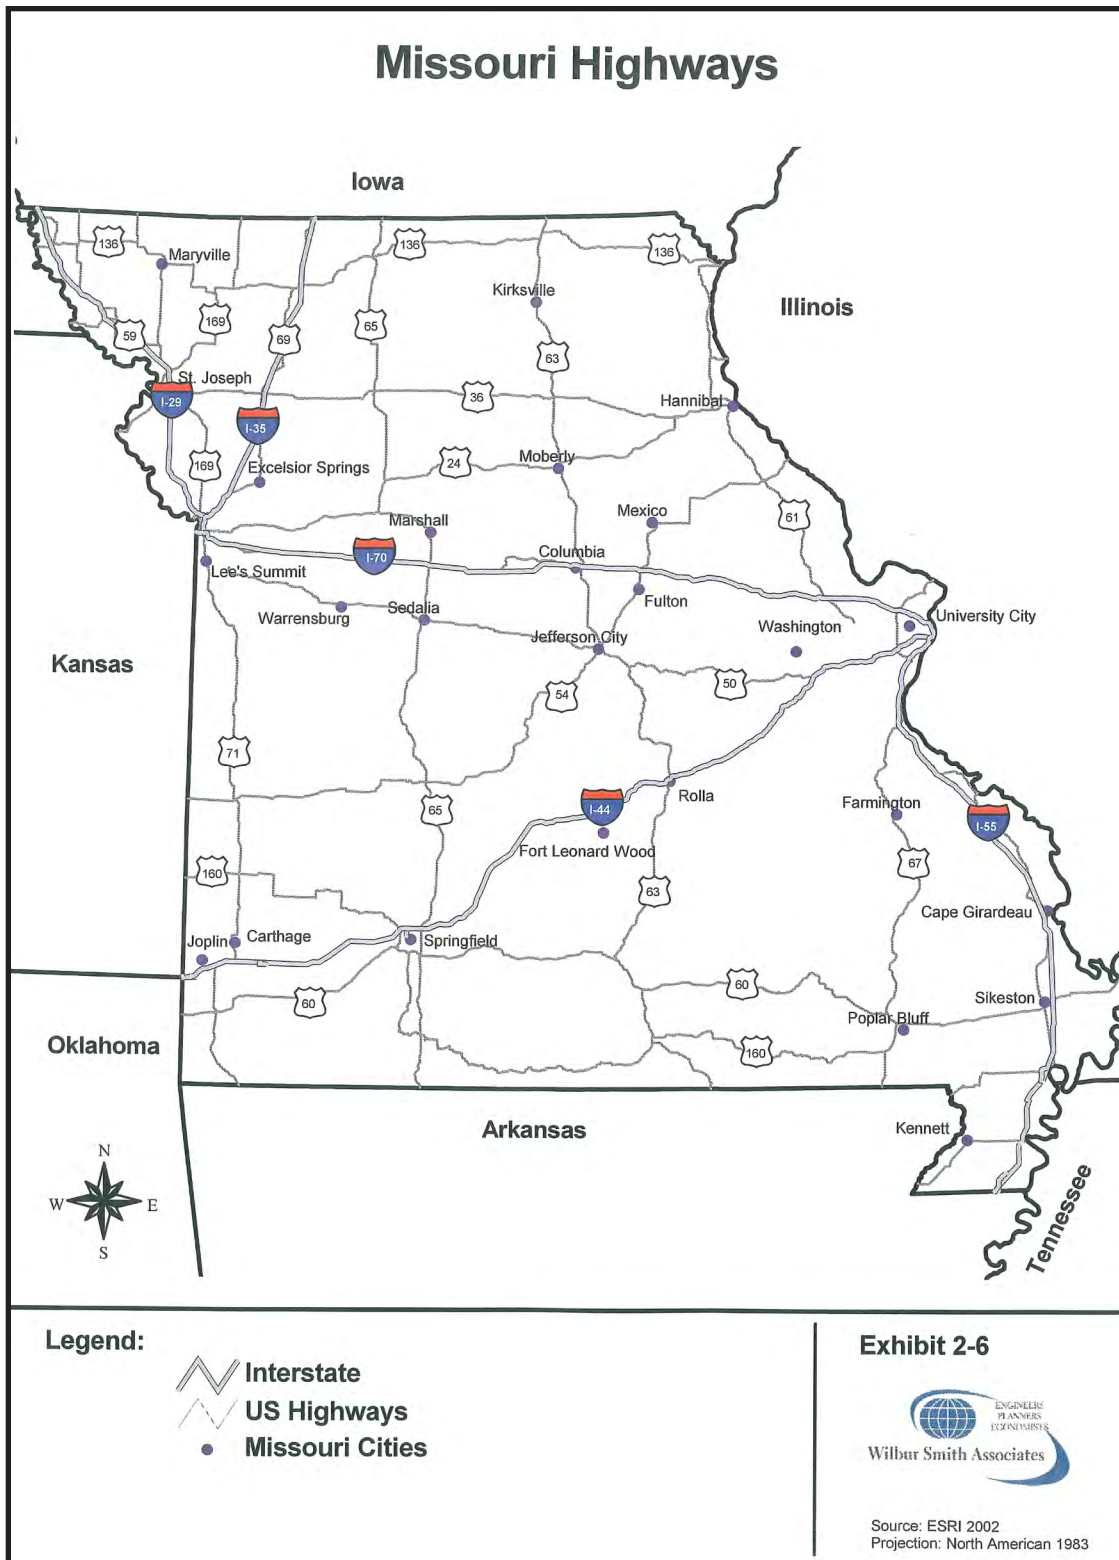 Missouri Highways
Iowa
136
Maryville
136
136
Kirksville
Illinois
59
169
69
65
63
St. Joseph
I-29
36
Hannibal
I-35
169
Excelsior Springs
24
Moberly
Marshall
Mexico
61
I-70
Columbia
Lee's Summit
Warrensburg
Sedalia
Fulton
Washington
University City
Jefferson City
Kansas
54
50
71
65
I-44
Rolla
Farmington
I-55
Fort Leonard Wood
160
63
67
Cape Girardeau
Joplin
Carthage
Springfield
60
60
Sikeston
Poplar Bluff
Oklahoma
160
Arkansas
Kennett
N
W
E
S
Tennessee
Legend:
Interstate
US Highways
Missouri Cities
Exhibit 2-6
ENGINEERS
PLANNERS
ECONOMISTS
Wilbur Smith Associates
Source: ESRI 2002
Projection: North American 1983